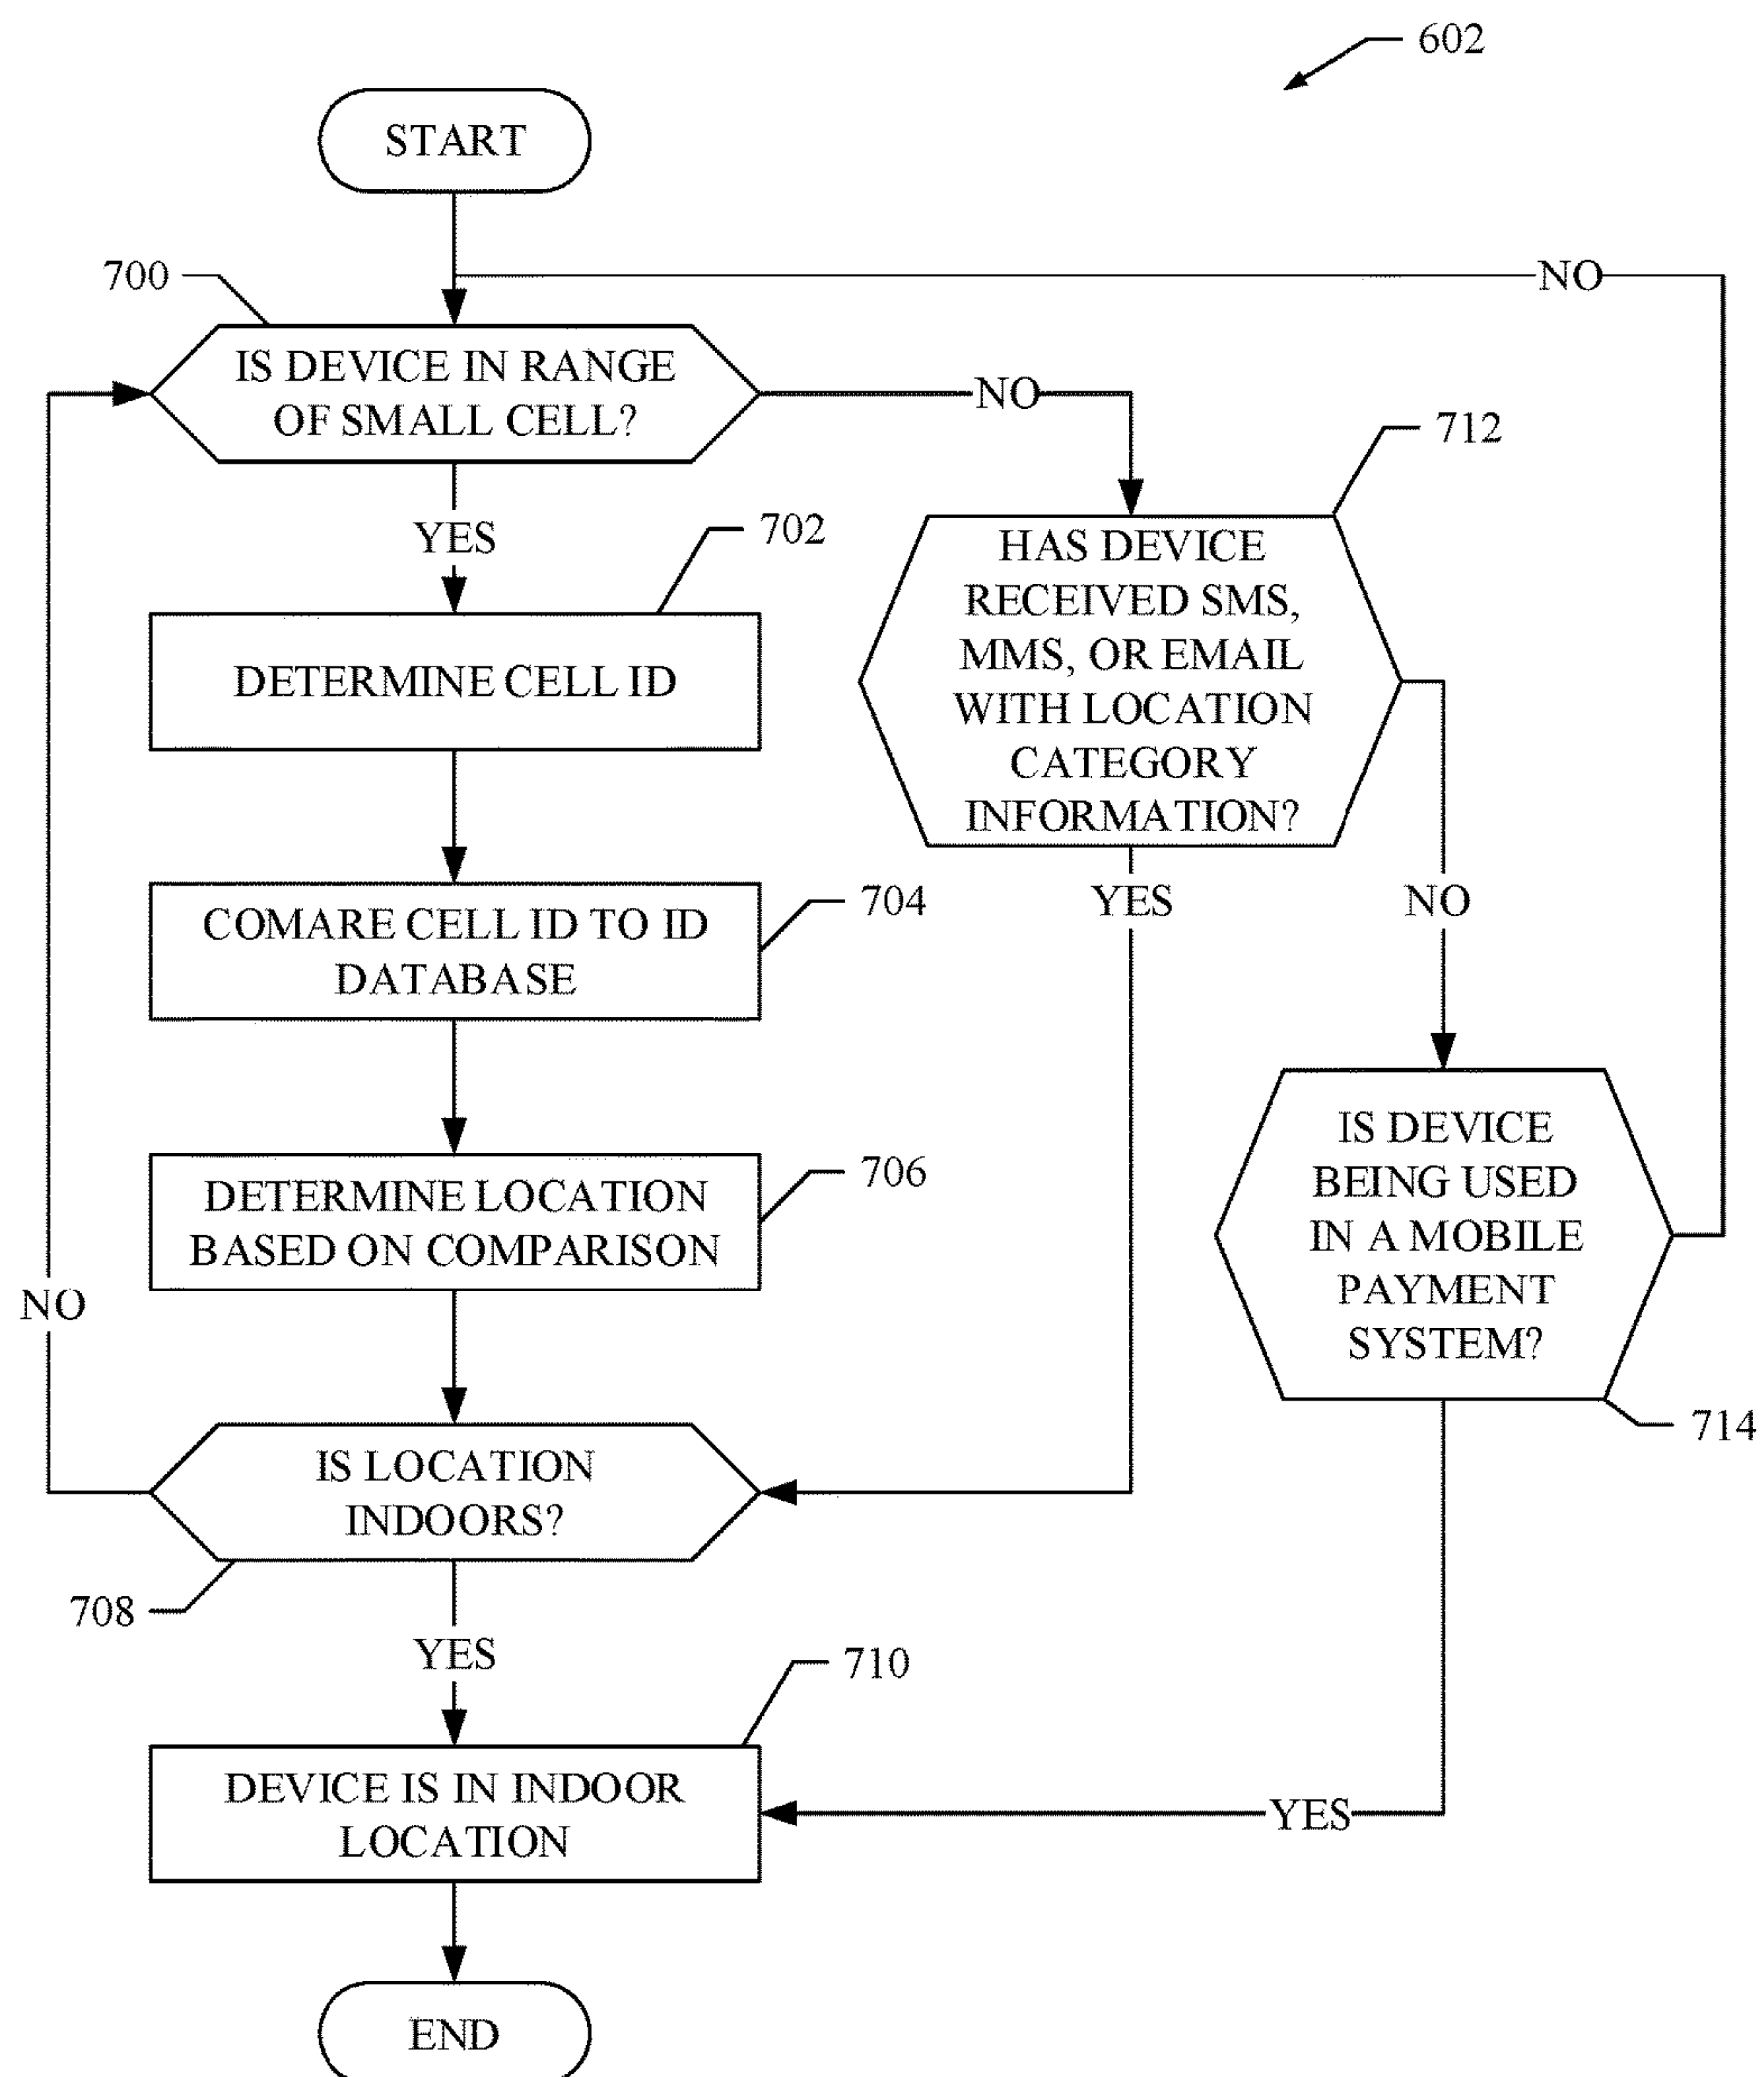 602
START
700
NO
IS DEVICE IN RANGE
OF SMALL CELL?
NO
712
YES
702
DETERMINE CELL ID
HAS DEVICE
RECEIVED SMS,
MMS, OR EMAIL
WITH LOCATION
CATEGORY
INFORMATION?
YES
NO
COMARE CELL ID TO ID
DATABASE
704
DETERMINE LOCATION
BASED ON COMPARISON
706
IS DEVICE
BEING USED
IN A MOBILE
PAYMENT
SYSTEM?
714
NO
IS LOCATION
INDOORS?
708
YES
710
DEVICE IS IN INDOOR
LOCATION
YES
END